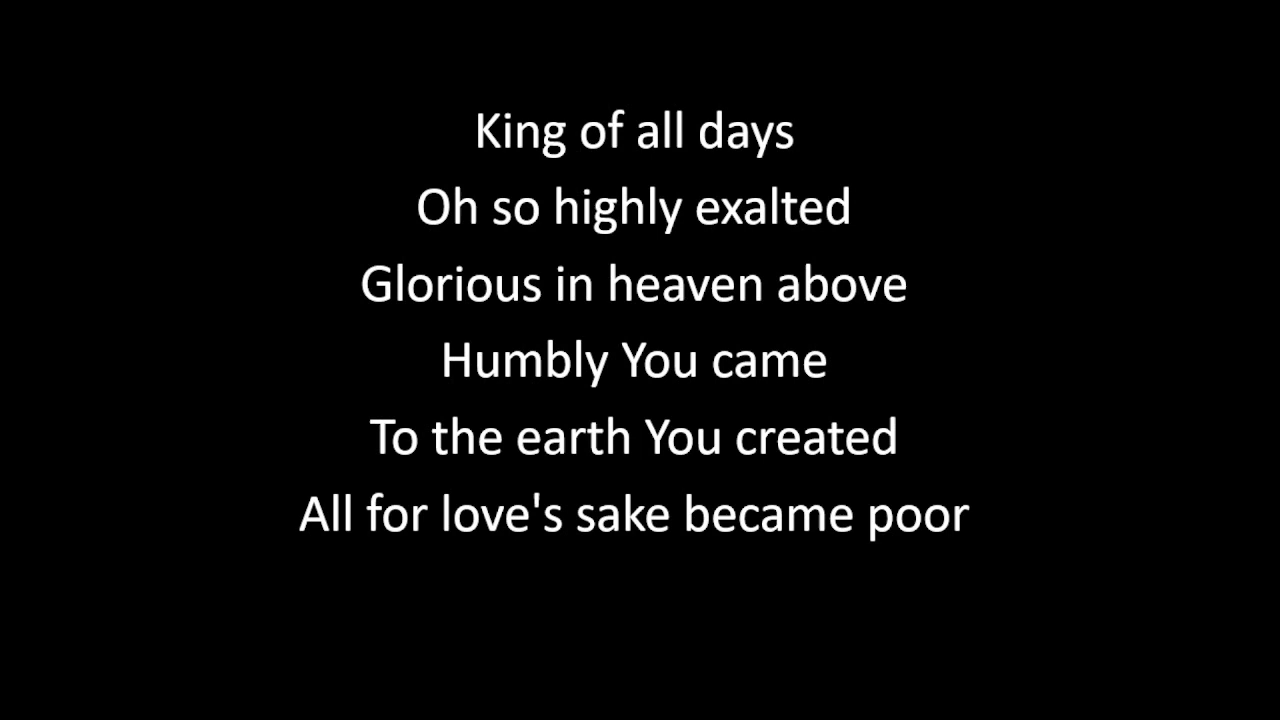 King of all days
Oh so highly exalted
Glorious in heaven above
Humbly You came
To the earth You created
All for love's sake became poor